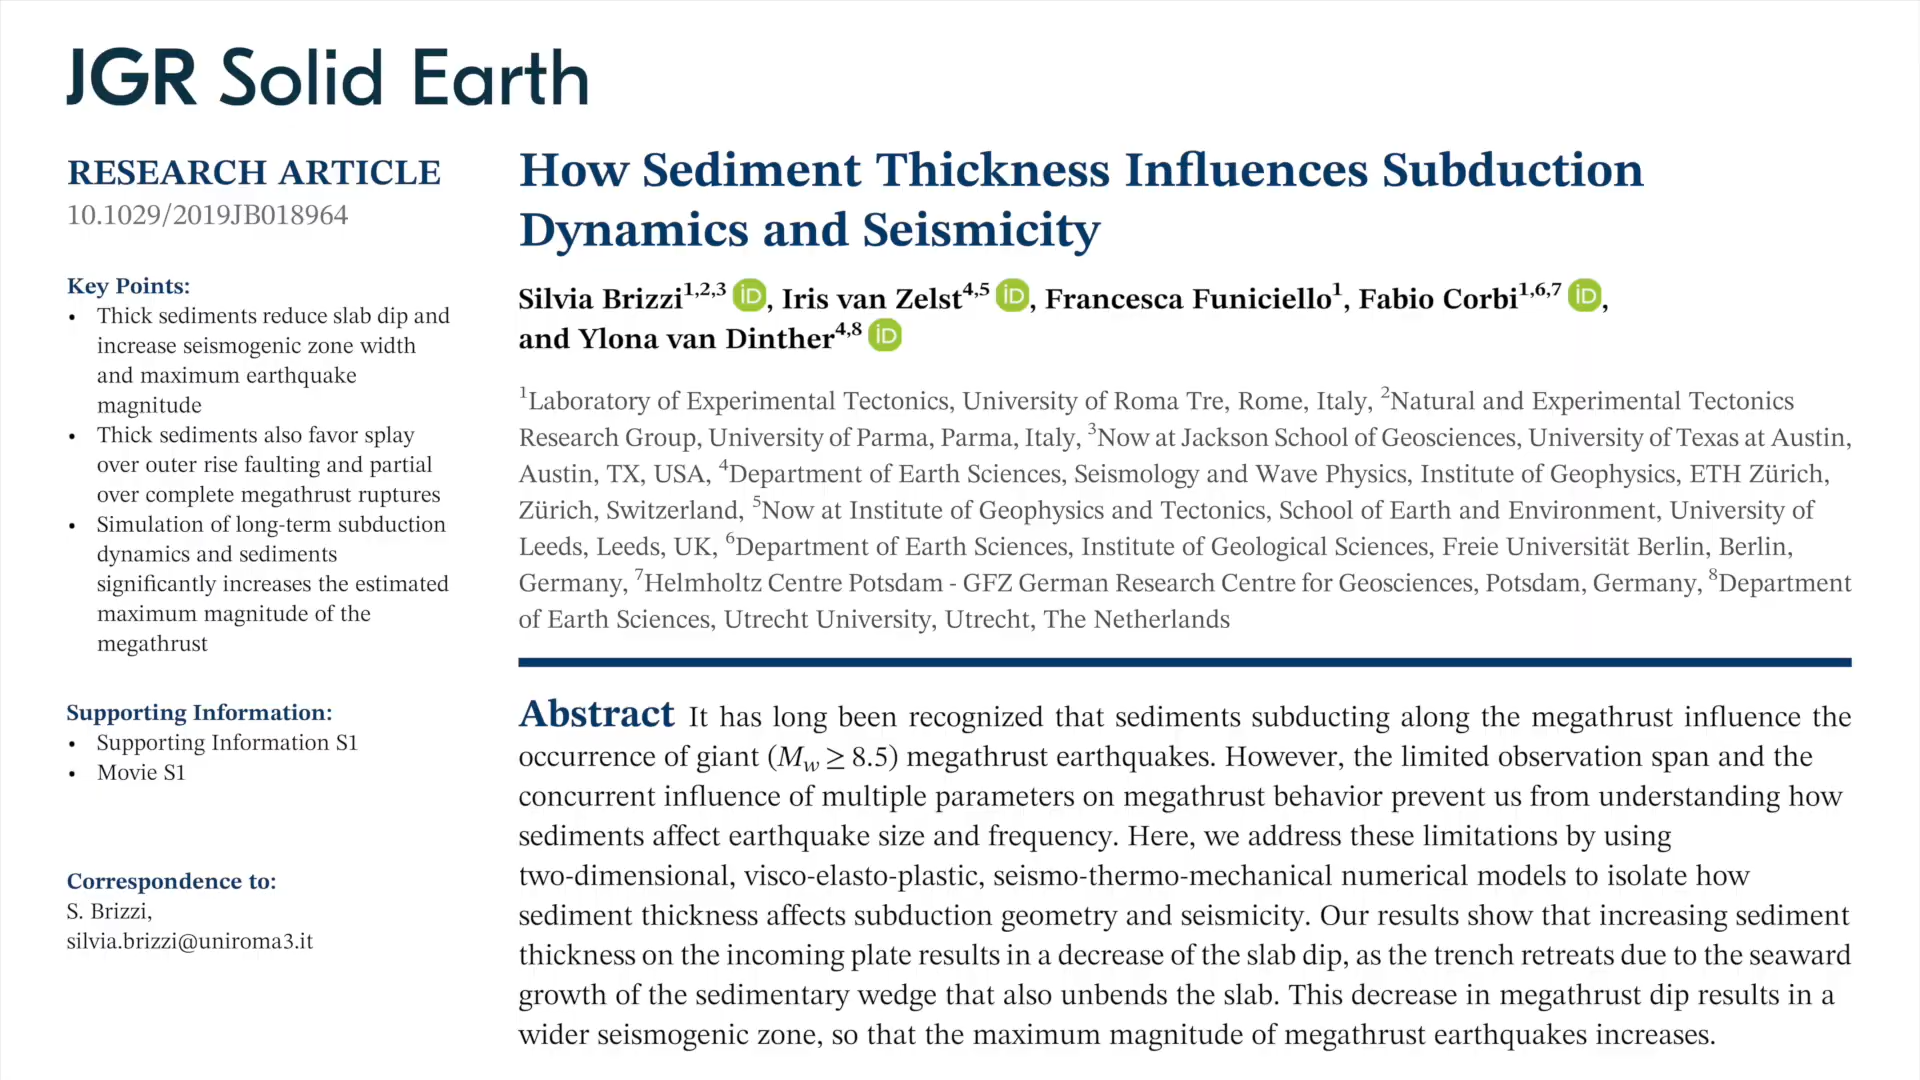 JGR Solid Earth
RESEARCH ARTICLE
10.1029/2019JB018964
Key Points:
• Thick sediments reduce slab dip and
increase seismogenic zone width
and maximum earthquake
magnitude
• Thick sediments also favor splay
over outer rise faulting and partial
over complete megathrust ruptures
• Simulation of long-term subduction
dynamics and sediments
significantly increases the estimated
maximum magnitude of the
megathrust
Supporting Information:
• Supporting Information S1
• Movie S1
Correspondence to:
S. Brizzi,
silvia.brizzi@uniroma3.it
How Sediment Thickness Influences Subduction
Dynamics and Seismicity
Silvia Brizzi1,2,3 iD, Iris van Zelst4,5 iD, Francesca Funiciello1, Fabio Corbi1,6,7 iD,
and Ylona van Dinther4,8 iD
1Laboratory of Experimental Tectonics, University of Roma Tre, Rome, Italy, 2Natural and Experimental Tectonics
Research Group, University of Parma, Parma, Italy, 3Now at Jackson School of Geosciences, University of Texas at Austin,
Austin, TX, USA, 4Department of Earth Sciences, Seismology and Wave Physics, Institute of Geophysics, ETH Zürich,
Zürich, Switzerland, 5Now at Institute of Geophysics and Tectonics, School of Earth and Environment, University of
Leeds, Leeds, UK, 6Department of Earth Sciences, Institute of Geological Sciences, Freie Universität Berlin, Berlin,
Germany, 7Helmholtz Centre Potsdam - GFZ German Research Centre for Geosciences, Potsdam, Germany, 8Department
of Earth Sciences, Utrecht University, Utrecht, The Netherlands
Abstract It has long been recognized that sediments subducting along the megathrust influence the
occurrence of giant (Mw ≥ 8.5) megathrust earthquakes. However, the limited observation span and the
concurrent influence of multiple parameters on megathrust behavior prevent us from understanding how
sediments affect earthquake size and frequency. Here, we address these limitations by using
two-dimensional, visco-elasto-plastic, seismo-thermo-mechanical numerical models to isolate how
sediment thickness affects subduction geometry and seismicity. Our results show that increasing sediment
thickness on the incoming plate results in a decrease of the slab dip, as the trench retreats due to the seaward
growth of the sedimentary wedge that also unbends the slab. This decrease in megathrust dip results in a
wider seismogenic zone, so that the maximum magnitude of megathrust earthquakes increases.